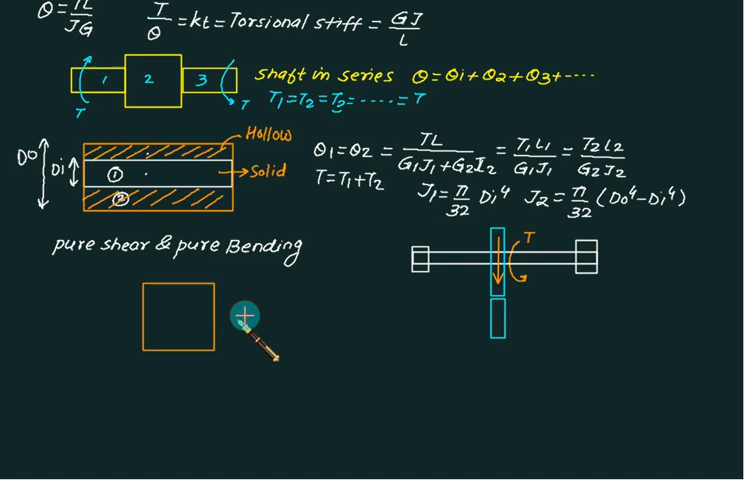 θ = TL/JG   T/θ = kt = Torsional stiff = GJ/L
1 2 3 Shaft in series θ = θ1 + θ2 + θ3 + ....
T T T1 = T2 = T2 = ..... = T
Hollow
Do Di ① Solid θ1 = θ2 = TL/(G1J1 + G2J2) = T1L1/(G1J1) = T2L2/(G2J2)
② T = T1 + T2 J1 = π/32 Di⁴ J2 = π/32 (Do⁴ - Di⁴)
pure shear & pure Bending
T